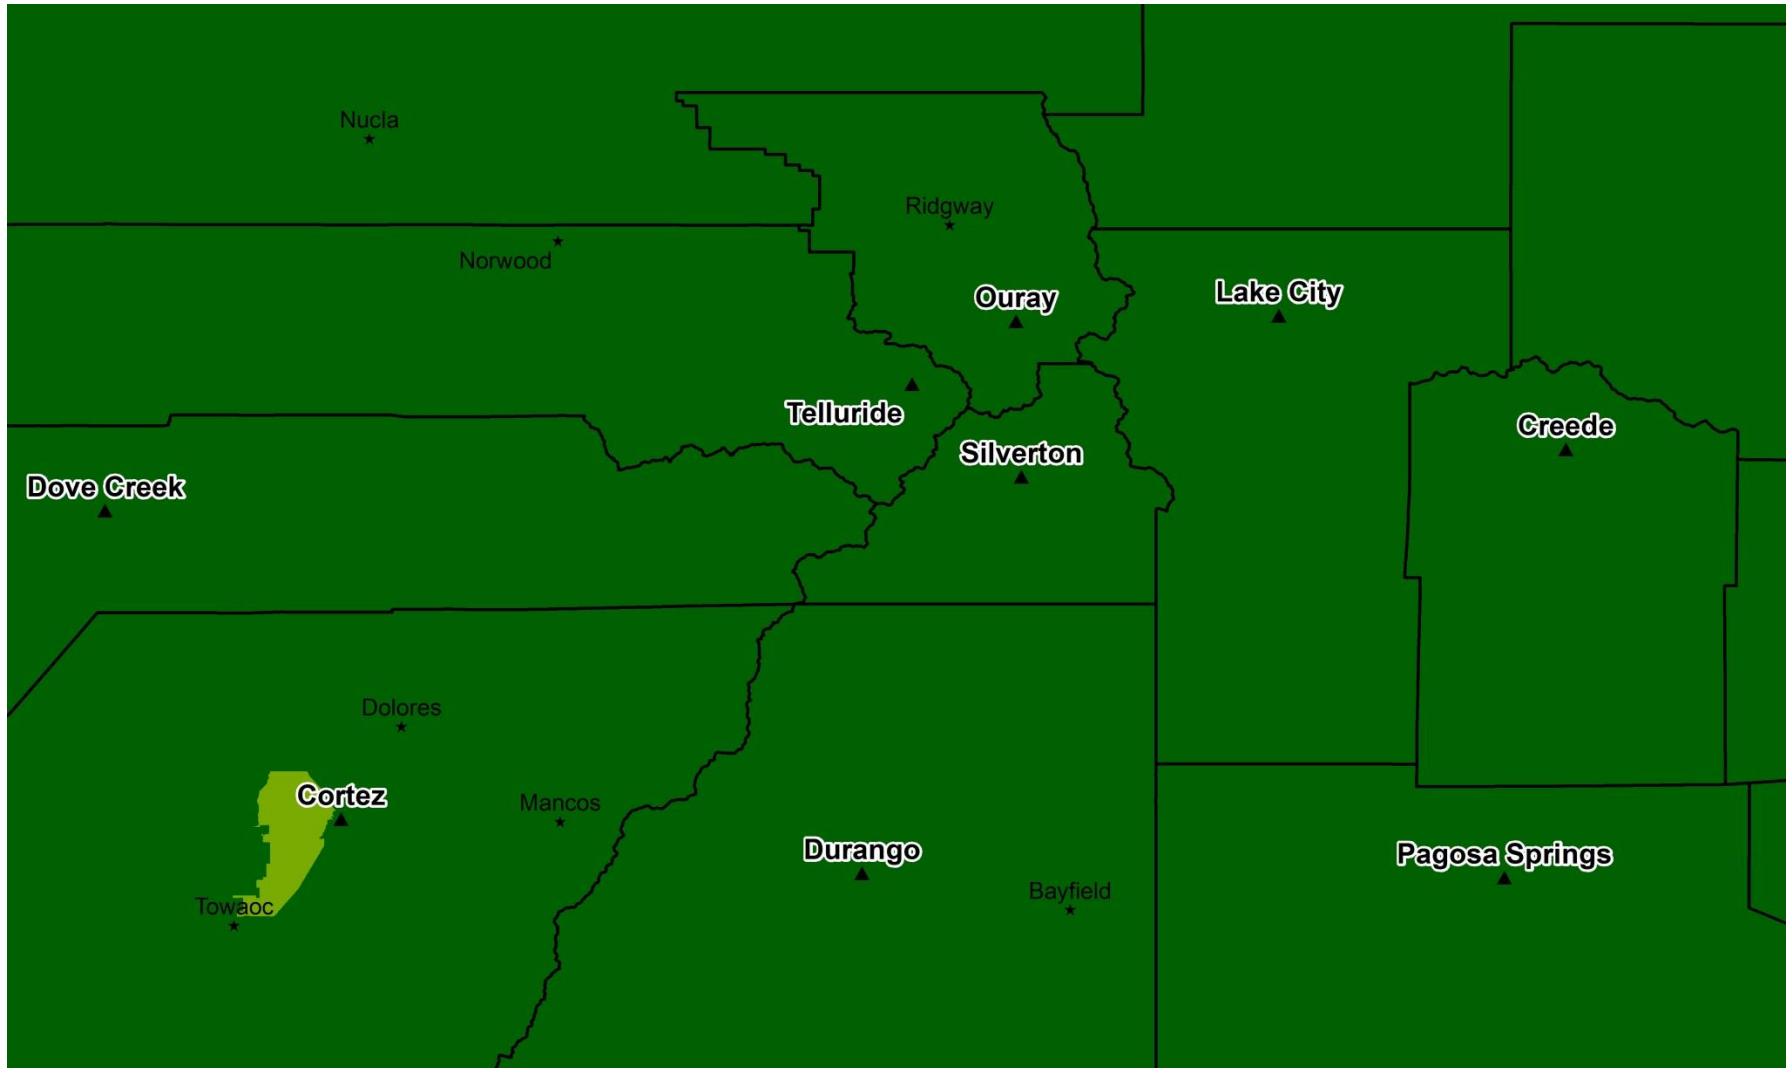 Nucla
Ridgway
Norwood
Ouray
Lake City
Telluride
Creede
Silverton
Dove Creek
Dolores
Cortez
Mancos
Durango
Pagosa Springs
Bayfield
Towaoc